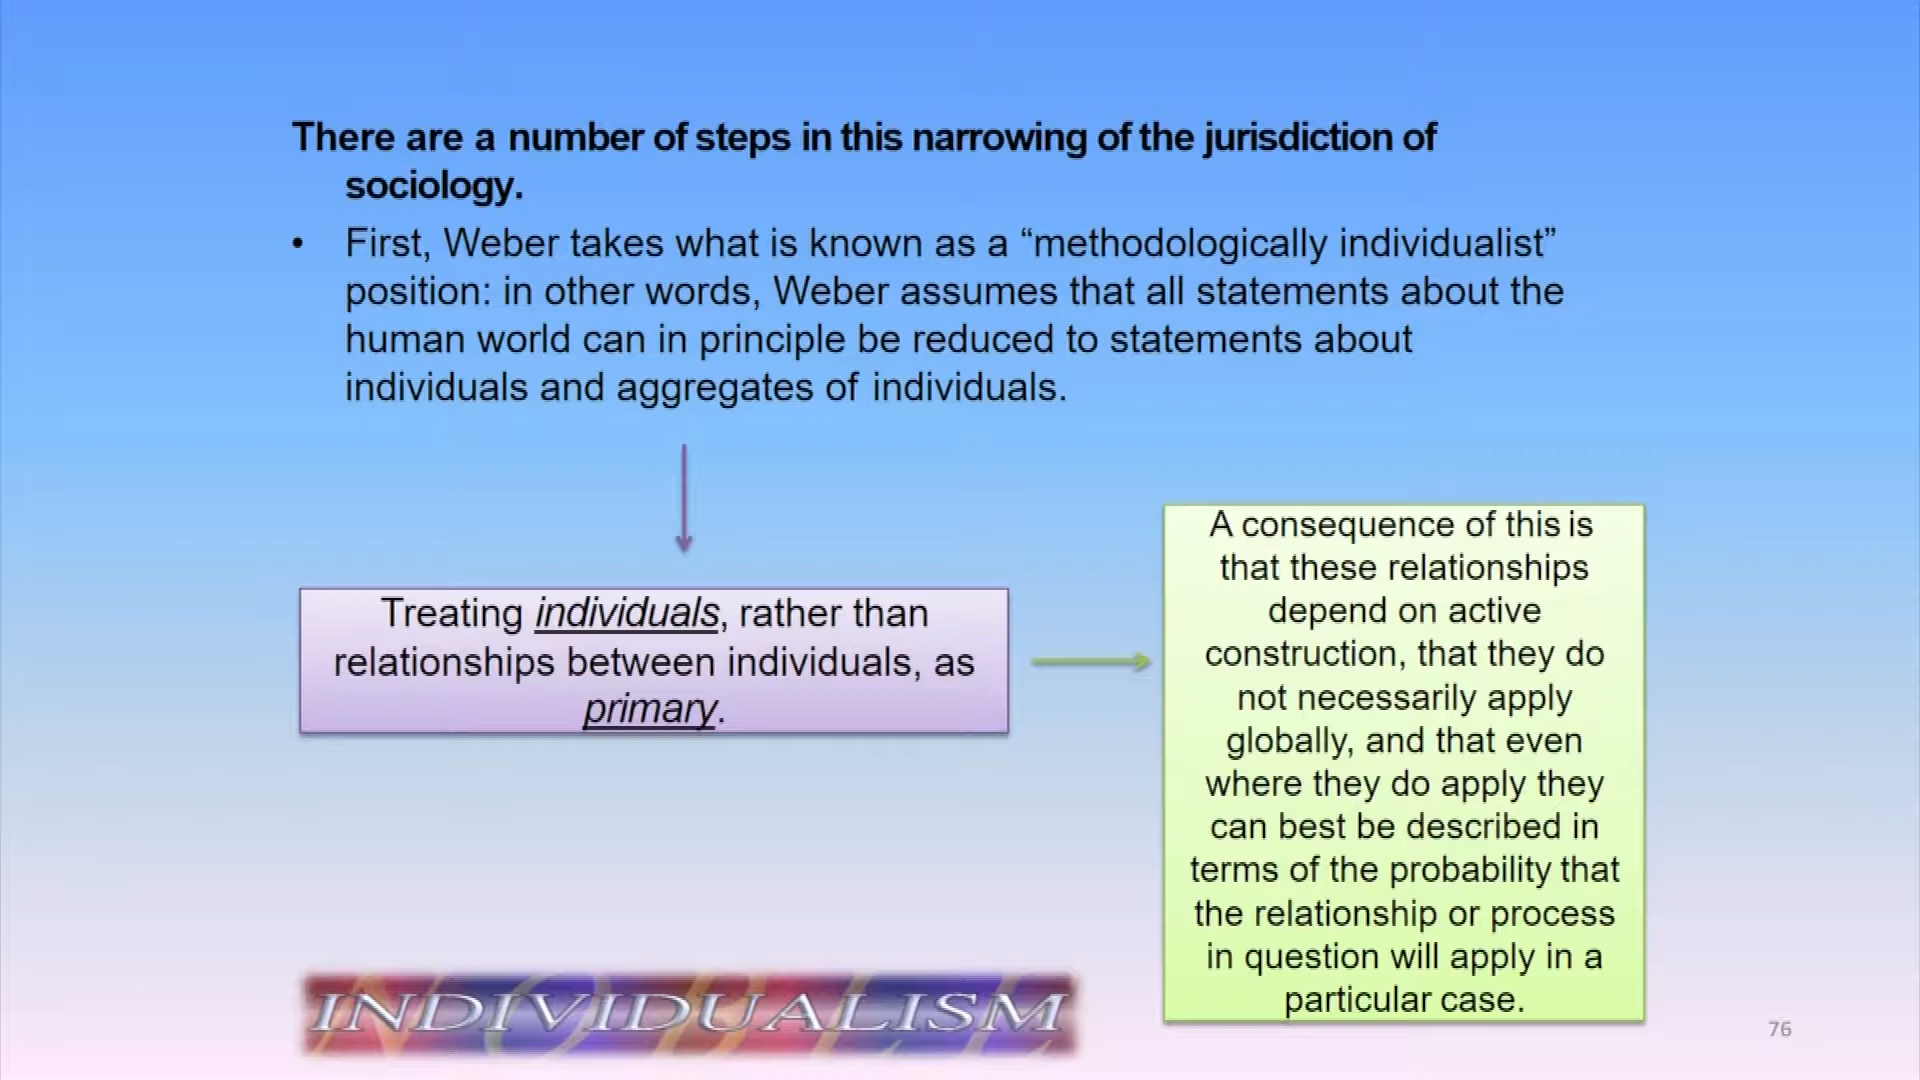 There are a number of steps in this narrowing of the jurisdiction of
sociology.
• First, Weber takes what is known as a “methodologically individualist”
position: in other words, Weber assumes that all statements about the
human world can in principle be reduced to statements about
individuals and aggregates of individuals.
Treating individuals, rather than
relationships between individuals, as
primary.
A consequence of this is
that these relationships
depend on active
construction, that they do
not necessarily apply
globally, and that even
where they do apply they
can best be described in
terms of the probability that
the relationship or process
in question will apply in a
particular case.
INDIVIDUALISM
76